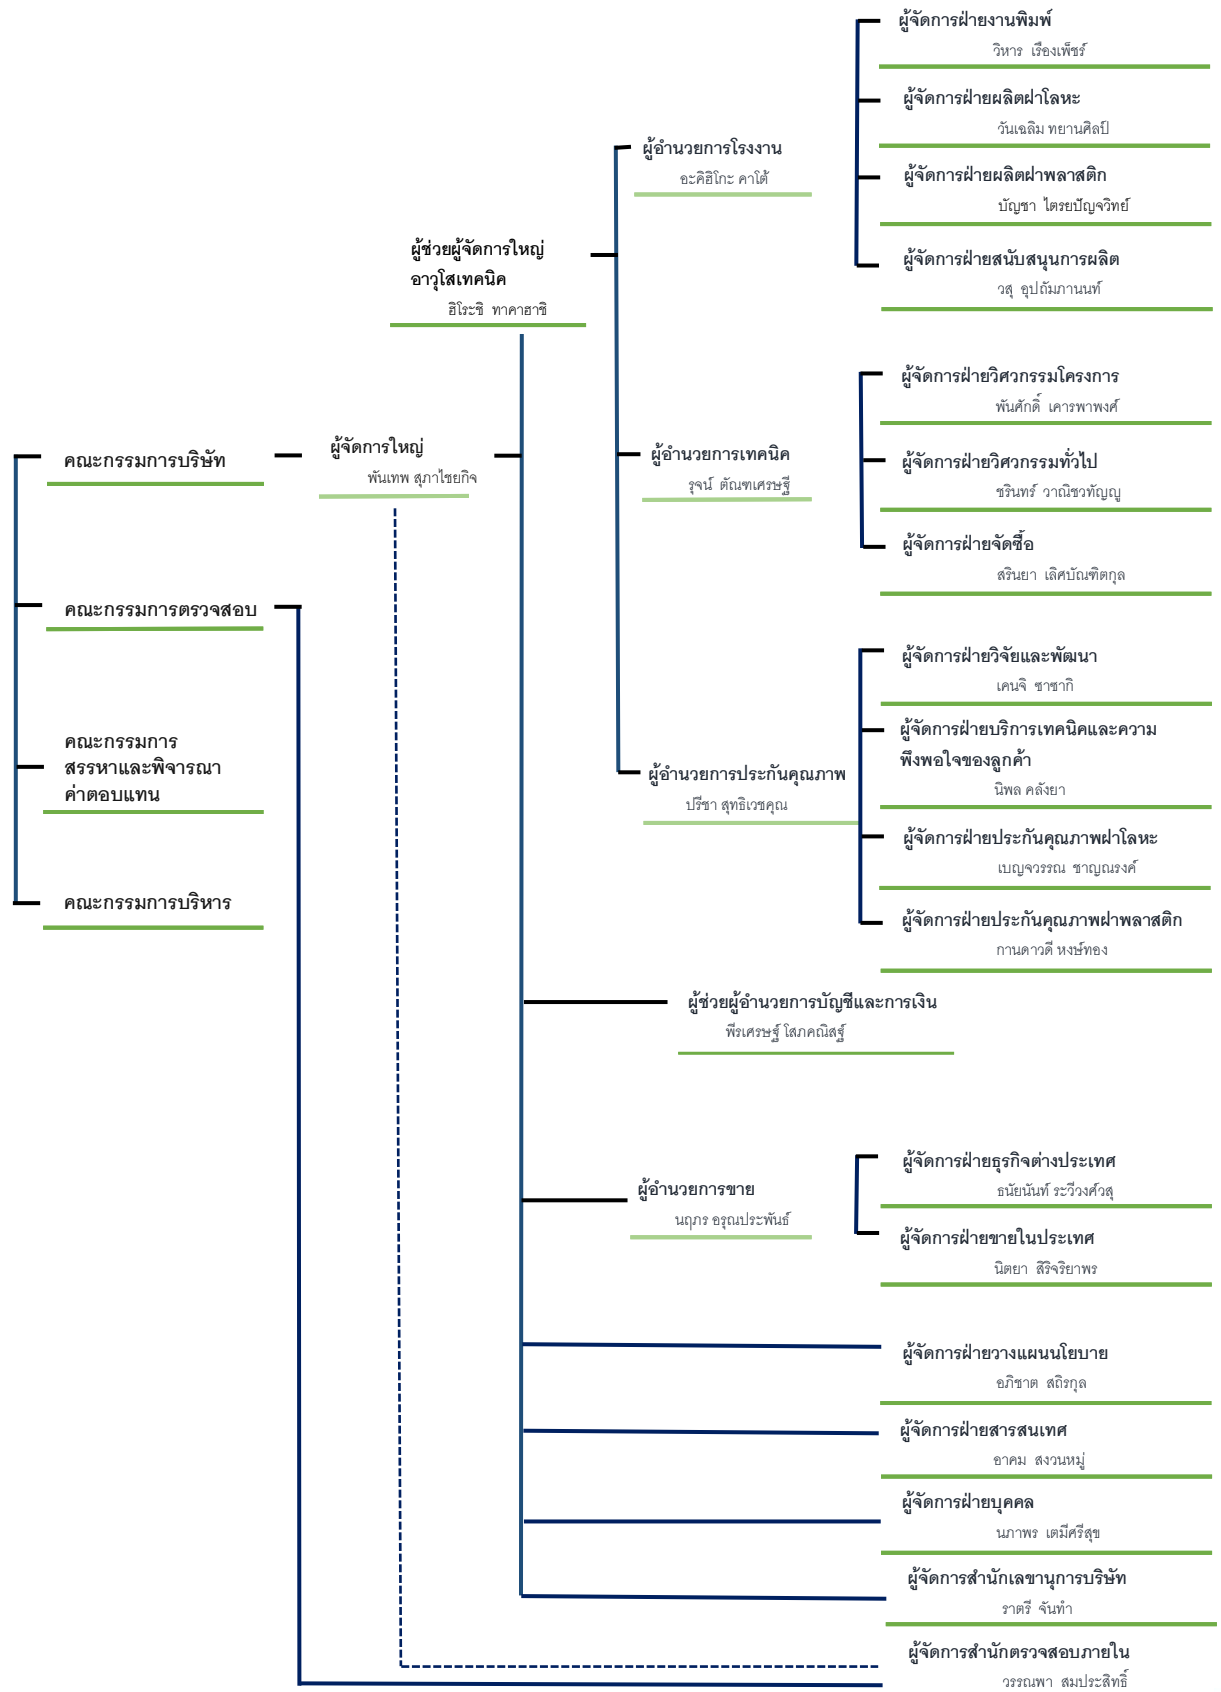 คณะกรรมการบริษัท
คณะกรรมการตรวจสอบ
คณะกรรมการ
สรรหาและพิจารณา
ค่าตอบแทน
คณะกรรมการบริหาร
ผู้จัดการใหญ่
พันเทพ สุภาไชยกิจ
ผู้ช่วยผู้จัดการใหญ่
อาวุโสเทคนิค
ฮิโระชิ ทาคาฮาชิ
ผู้อำนวยการโรงงาน
อะคิฮิโกะ คาโต้
ผู้จัดการฝ่ายงานพิมพ์
วิหาร เรืองเพ็ชร์
ผู้จัดการฝ่ายผลิตฝาโลหะ
วันเฉลิม ทยานศิลป์
ผู้จัดการฝ่ายผลิตฝาพลาสติก
บัญชา ไตรยปัญจวิทย์
ผู้จัดการฝ่ายสนับสนุนการผลิต
วสุ อุปถัมภานนท์
ผู้อำนวยการเทคนิค
รุจน์ ตัณฑเศรษฐี
ผู้จัดการฝ่ายวิศวกรรมโครงการ
พันศักดิ์ เคารพาพงศ์
ผู้จัดการฝ่ายวิศวกรรมทั่วไป
ชรินทร์ วาณิชวทัญญู
ผู้จัดการฝ่ายจัดซื้อ
สรินยา เลิศบัณฑิตกุล
ผู้อำนวยการประกันคุณภาพ
ปรีชา สุทธิเวชคุณ
ผู้จัดการฝ่ายวิจัยและพัฒนา
เคนจิ ซาซากิ
ผู้จัดการฝ่ายบริการเทคนิคและความ
พึงพอใจของลูกค้า
นิพล คลังยา
ผู้จัดการฝ่ายประกันคุณภาพฝาโลหะ
เบญจวรรณ ชาญณรงค์
ผู้จัดการฝ่ายประกันคุณภาพฝาพลาสติก
กานดาวดี หงษ์ทอง
ผู้ช่วยผู้อำนวยการบัญชีและการเงิน
พีรเศรษฐ์ โสภคณิสฐ์
ผู้อำนวยการขาย
นฤภร อรุณประพันธ์
ผู้จัดการฝ่ายธุรกิจต่างประเทศ
ธนัยนันท์ ระวีวงศ์วสุ
ผู้จัดการฝ่ายขายในประเทศ
นิตยา สิริจริยาพร
ผู้จัดการฝ่ายวางแผนนโยบาย
อภิชาต สถิรกุล
ผู้จัดการฝ่ายสารสนเทศ
อาคม สงวนหมู่
ผู้จัดการฝ่ายบุคคล
นภาพร เตมีศรีสุข
ผู้จัดการสำนักเลขานุการบริษัท
ราตรี จันทำ
ผู้จัดการสำนักตรวจสอบภายใน
วรรณพา สมประสิทธิ์